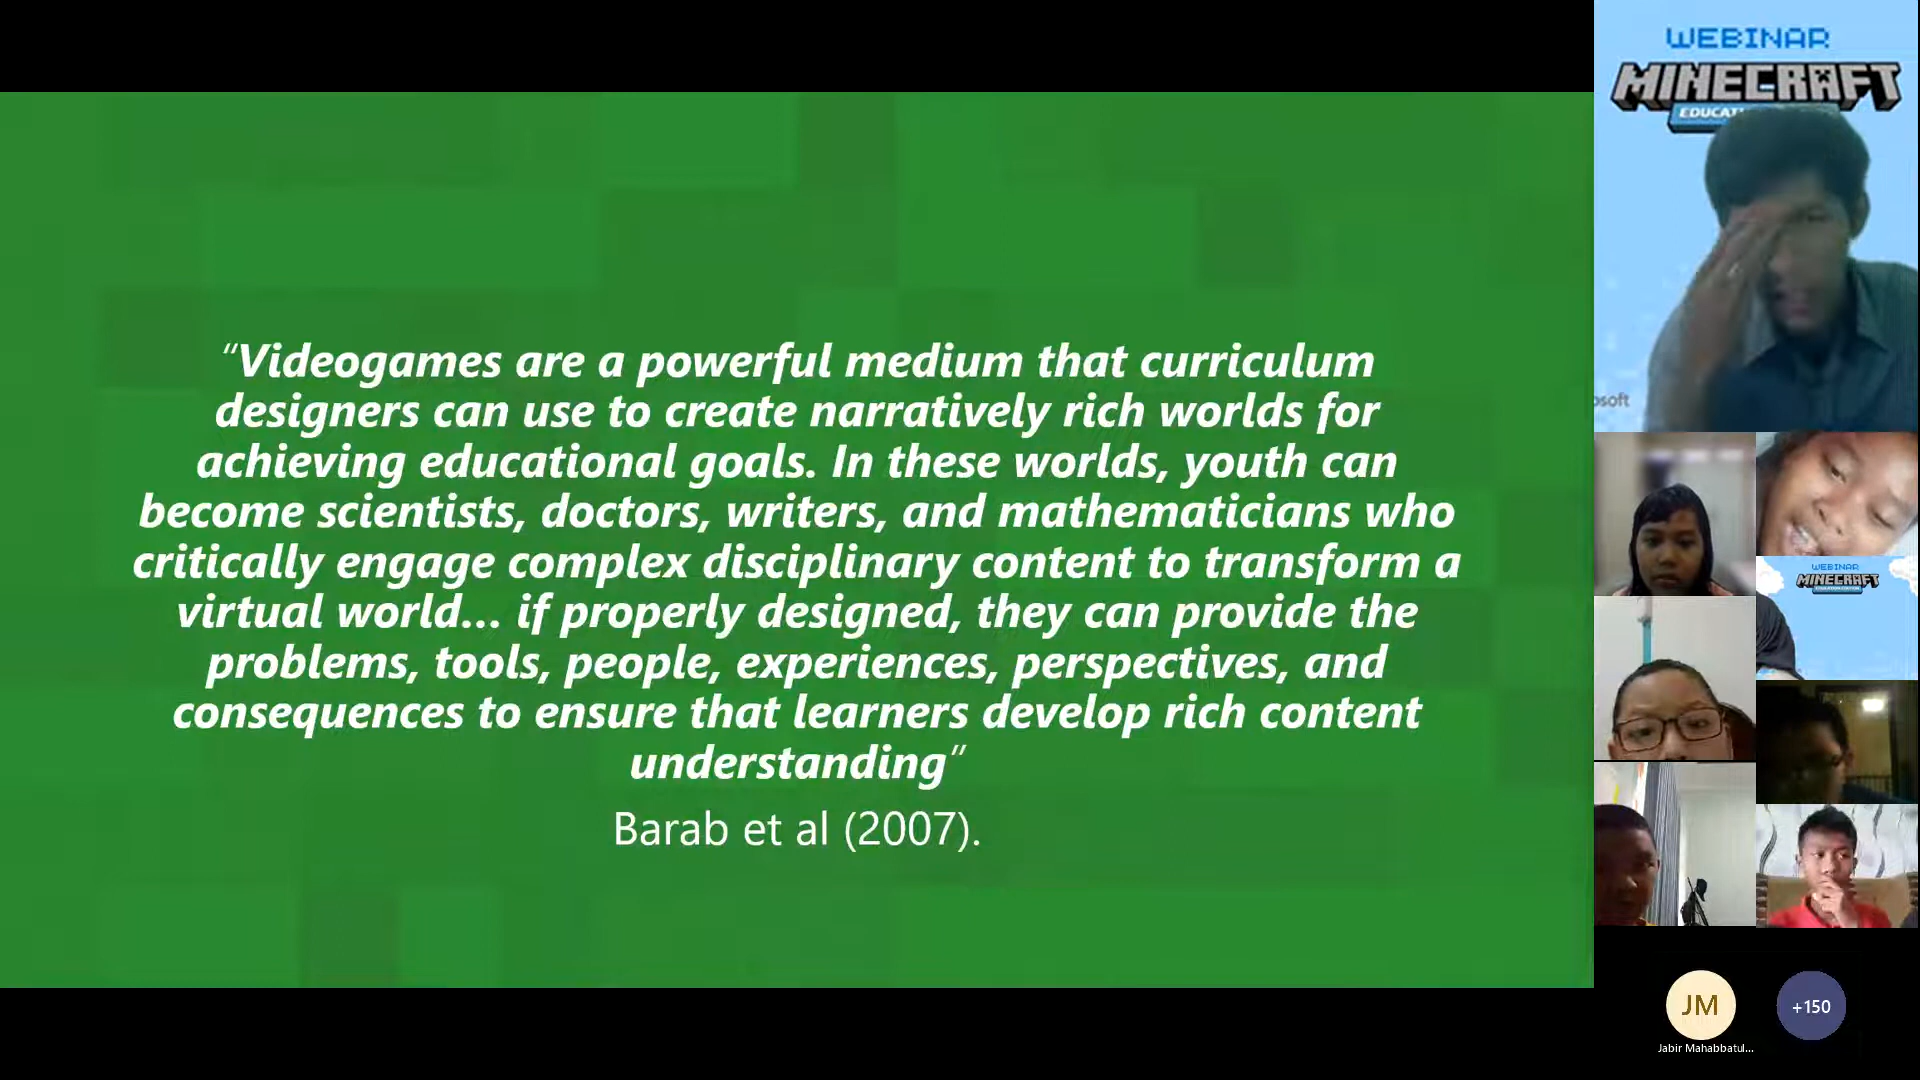 “Videogames are a powerful medium that curriculum
designers can use to create narratively rich worlds for
achieving educational goals. In these worlds, youth can
become scientists, doctors, writers, and mathematicians who
critically engage complex disciplinary content to transform a
virtual world... if properly designed, they can provide the
problems, tools, people, experiences, perspectives, and
consequences to ensure that learners develop rich content
understanding”
Barab et al (2007).
WEBINAR
MINECRAFT
EDUCATI
osoft
WEBINAR
MINECRAFT
JM
+150
Jabir Mahabbatul...